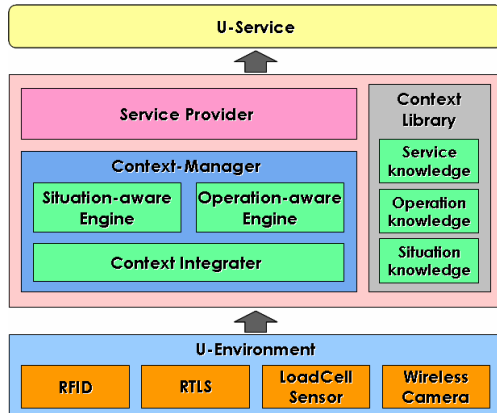 U-Service
Service Provider
Context-Manager
Situation-aware
Engine
Operation-aware
Engine
Context Integrater
Context
Library
Service
knowledge
Operation
knowledge
Situation
knowledge
U-Environment
RFID
RTLS
LoadCell
Sensor
Wireless
Camera